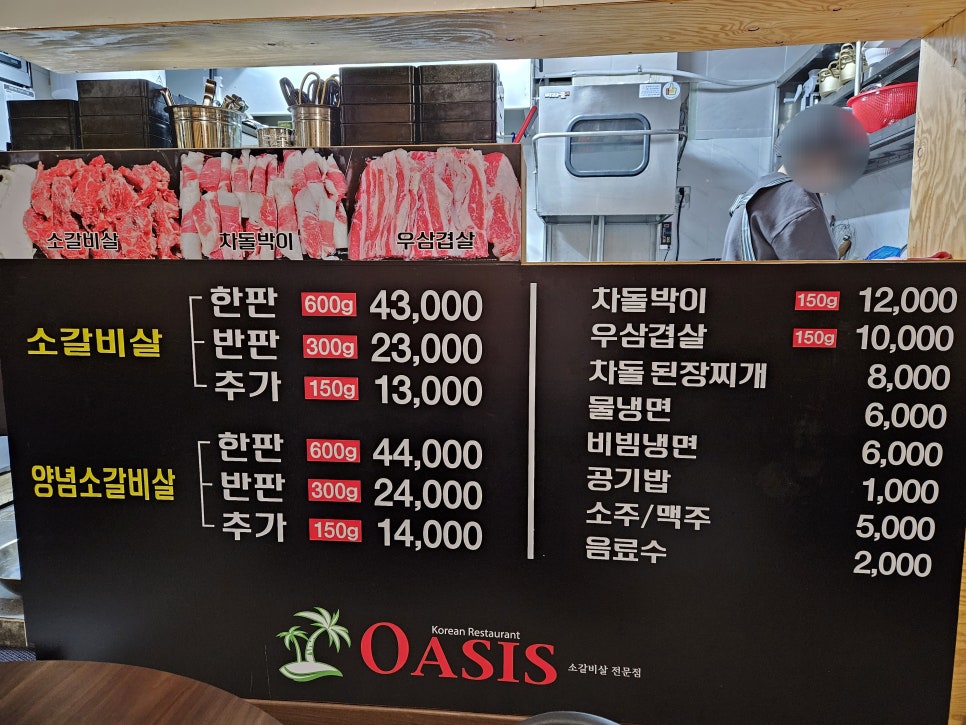 소갈비살 차돌박이 우삼겹살
소갈비살
한판 600g 43,000
반판 300g 23,000
추가 150g 13,000
양념소갈비살
한판 600g 44,000
반판 300g 24,000
추가 150g 14,000
차돌박이 150g 12,000
우삼겹살 150g 10,000
차돌 된장찌개 8,000
물냉면 6,000
비빔냉면 6,000
공기밥 1,000
소주/맥주 5,000
음료수 2,000
Korean Restaurant
OASIS 소갈비살 전문점